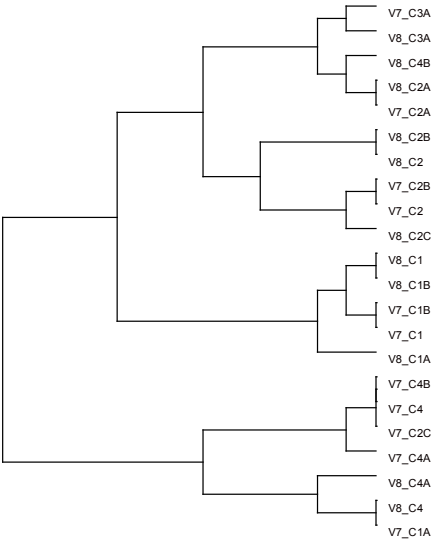 V7_C3A
V8_C3A
V8_C4B
V8_C2A
V7_C2A
V8_C2B
V8_C2
V7_C2B
V7_C2
V8_C2C
V8_C1
V8_C1B
V7_C1B
V7_C1
V8_C1A
V7_C4B
V7_C4
V7_C2C
V7_C4A
V8_C4A
V8_C4
V7_C1A